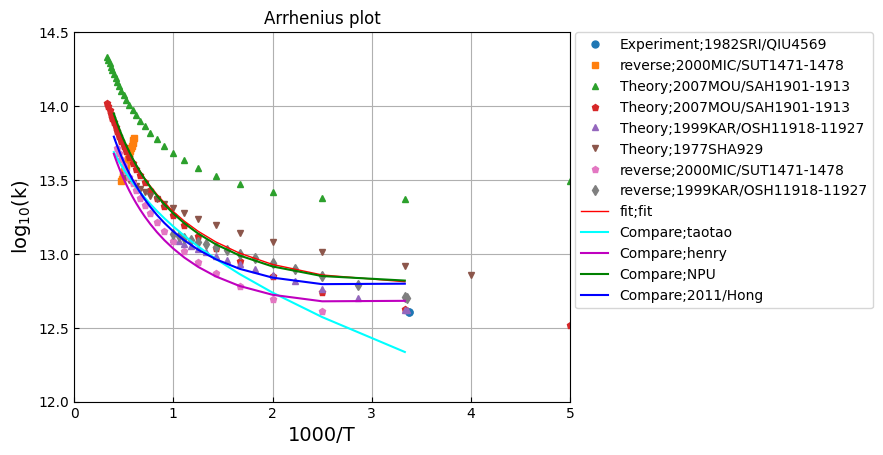 Arrhenius plot
14.5
14.0
13.5
13.0
12.5
12.0
log₁₀(k)
0
1
2
3
4
5
1000/T
Experiment;1982SRI/QIU4569
reverse;2000MIC/SUT1471-1478
Theory;2007MOU/SAH1901-1913
Theory;2007MOU/SAH1901-1913
Theory;1999KAR/OSH11918-11927
Theory;1977SHA929
reverse;2000MIC/SUT1471-1478
reverse;1999KAR/OSH11918-11927
fit;fit
Compare;taotao
Compare;henry
Compare;NPU
Compare;2011/Hong